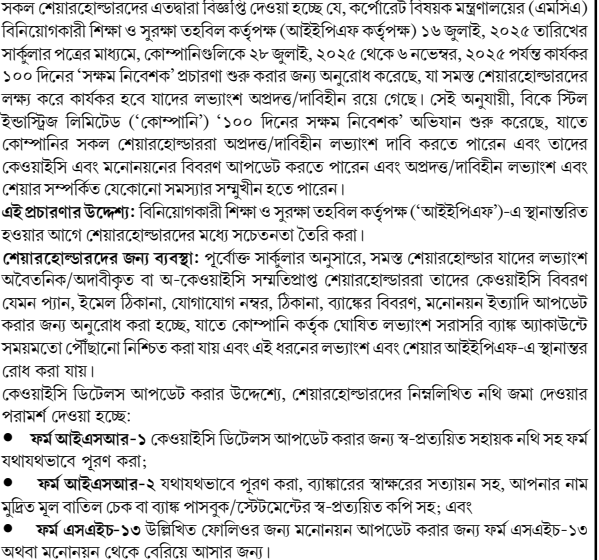 সকল শেয়ারহোল্ডারদের এতদ্বারা বিজ্ঞপ্তি দেওয়া হচ্ছে যে, কর্পোরেট বিষয়ক মন্ত্রণালয়ের (এমসিএ)
বিনিয়োগকারী শিক্ষা ও সুরক্ষা তহবিল কর্তৃপক্ষ (আইইপিএফ কর্তৃপক্ষ) ১৬ জুলাই, ২০২৫ তারিখের
সার্কুলার পত্রের মাধ্যমে, কোম্পানিগুলিকে ২৮ জুলাই, ২০২৫ থেকে ৬ নভেম্বর, ২০২৫ পর্যন্ত কার্যকর
১০০ দিনের ‘সক্ষম নিবেশক’ প্রচারণা শুরু করার জন্য অনুরোধ করেছে, যা সমস্ত শেয়ারহোল্ডারদের
লক্ষ্য করে কার্যকর হবে যাদের লভ্যাংশ অপ্রদত্ত/দাবিহীন রয়ে গেছে। সেই অনুযায়ী, বিকে স্টিল
ইন্ডাস্ট্রিজ লিমিটেড (‘কোম্পানি’) ‘১০০ দিনের সক্ষম নিবেশক’ অভিযান শুরু করেছে, যাতে
কোম্পানির সকল শেয়ারহোল্ডাররা অপ্রদত্ত/দাবিহীন লভ্যাংশ দাবি করতে পারেন এবং তাদের
কেওয়াইসি এবং মনোনয়নের বিবরণ আপডেট করতে পারেন এবং অপ্রদত্ত/দাবিহীন লভ্যাংশ এবং
শেয়ার সম্পর্কিত যেকোনো সমস্যার সম্মুখীন হতে পারেন।
এই প্রচারণার উদ্দেশ্য: বিনিয়োগকারী শিক্ষা ও সুরক্ষা তহবিল কর্তৃপক্ষ (‘আইইপিএফ’)-এ স্থানান্তরিত
হওয়ার আগে শেয়ারহোল্ডারদের মধ্যে সচেতনতা তৈরি করা।
শেয়ারহোল্ডারদের জন্য ব্যবস্থা: পূর্বোক্ত সার্কুলার অনুসারে, সমস্ত শেয়ারহোল্ডার যাদের লভ্যাংশ
অবৈতনিক/অদাবীকৃত বা অ-কেওয়াইসি সম্মতিপ্রাপ্ত শেয়ারহোল্ডাররা তাদের কেওয়াইসি বিবরণ
যেমন প্যান, ইমেল ঠিকানা, যোগাযোগ নম্বর, ঠিকানা, ব্যাঙ্কের বিবরণ, মনোনয়ন ইত্যাদি আপডেট
করার জন্য অনুরোধ করা হচ্ছে, যাতে কোম্পানি কর্তৃক ঘোষিত লভ্যাংশ সরাসরি ব্যাঙ্ক অ্যাকাউন্টে
সময়মতো পৌঁছানো নিশ্চিত করা যায় এবং এই ধরনের লভ্যাংশ এবং শেয়ার আইইপিএফ-এ স্থানান্তর
রোধ করা যায়।
কেওয়াইসি ডিটেলস আপডেট করার উদ্দেশ্যে, শেয়ারহোল্ডারদের নিম্নলিখিত নথি জমা দেওয়ার
পরামর্শ দেওয়া হচ্ছে:
● ফর্ম আইএসআর-১ কেওয়াইসি ডিটেলস আপডেট করার জন্য স্ব-প্রত্যয়িত সহায়ক নথি সহ ফর্ম
যথাযথভাবে পূরণ করা;
● ফর্ম আইএসআর-২ যথাযথভাবে পূরণ করা, ব্যাঙ্কারের স্বাক্ষরের সত্যায়ন সহ, আপনার নাম
মুদ্রিত মূল বাতিল চেক বা ব্যাঙ্ক পাসবুক/স্টেটমেন্টের স্ব-প্রত্যয়িত কপি সহ; এবং
● ফর্ম এসএইচ-১৩ উল্লিখিত ফোলিওর জন্য মনোনয়ন আপডেট করার জন্য ফর্ম এসএইচ-১৩
অথবা মনোনয়ন থেকে বেরিয়ে আসার জন্য।